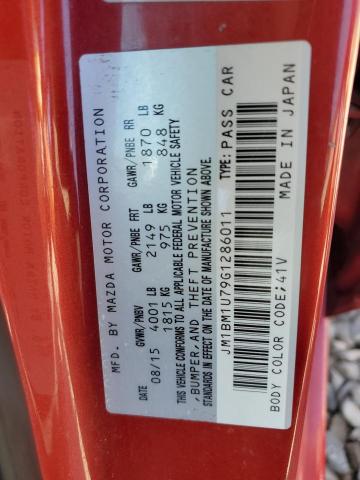 MFD. BY MAZDA MOTOR CORPORATION
GVWR/PNBV GAWR/PNBE FRT GAWR/PNBE RR
08/15 4001 LB 2149 LB 1870 LB
1815 KG 975 KG 848 KG
THIS VEHICLE CONFORMS TO ALL APPLICABLE FEDERAL MOTOR VEHICLE SAFETY
, BUMPER, AND THEFT PREVENTION
STANDARDS IN EFFECT ON THE DATE OF MANUFACTURE SHOWN ABOVE.
JM1BM1U79G1286011 TYPE: PASS CAR
BODY COLOR CODE: 41V MADE IN JAPAN